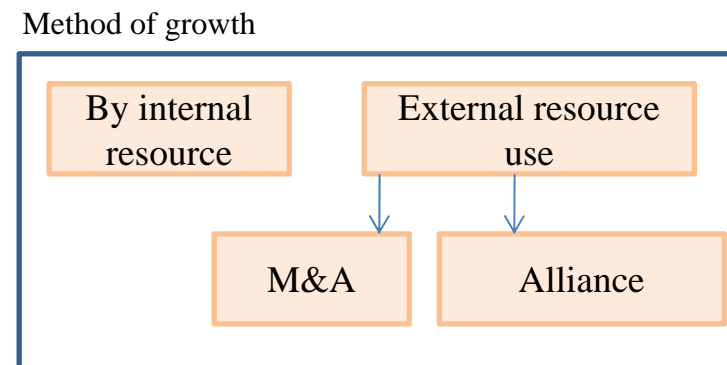 Method of growth
By internal
resource
External resource
use
M&A
Alliance